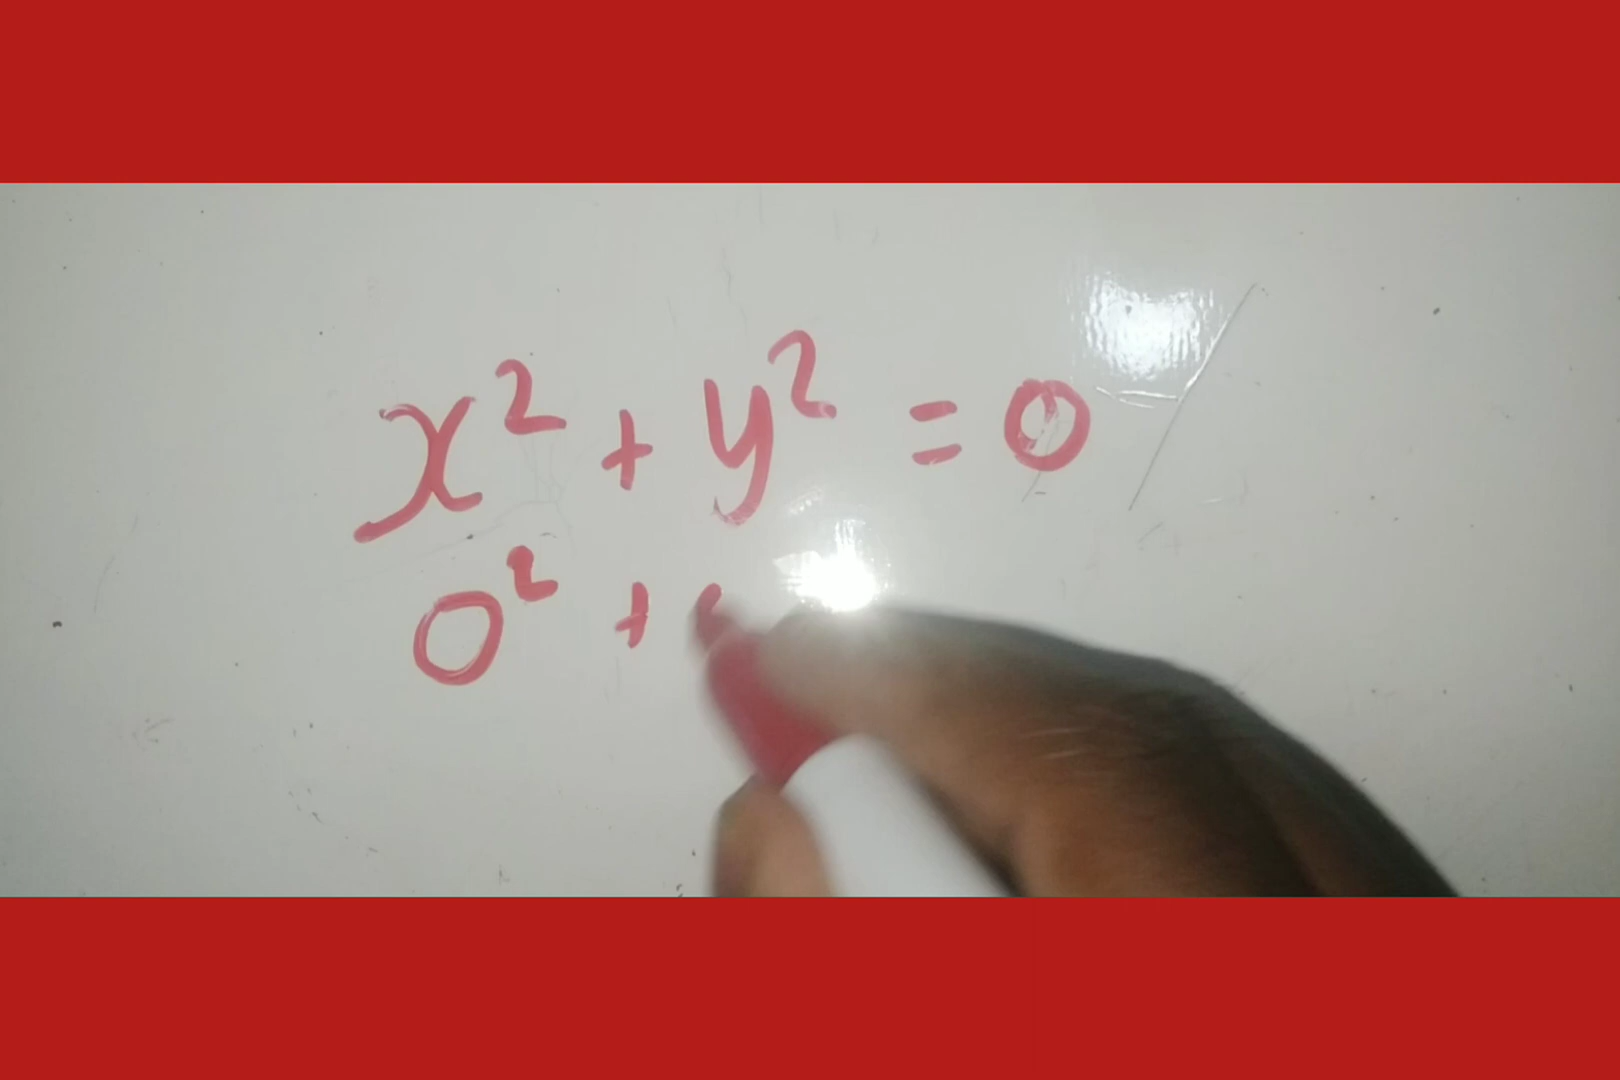 x² + y² = 0
0² +